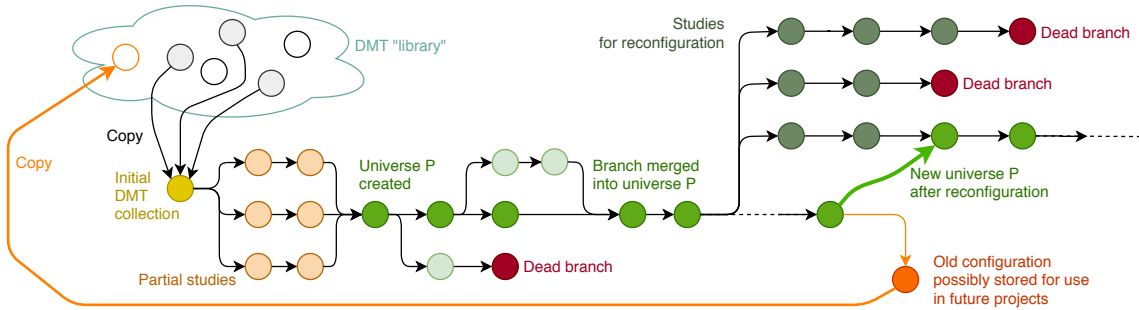 DMT "library"
Studies
for reconfiguration
Dead branch
Dead branch
Copy
Copy
Initial
DMT
collection
Universe P
created
Branch merged
into universe P
New universe P
after reconfiguration
Partial studies
Dead branch
Old configuration
possibly stored for use
in future projects